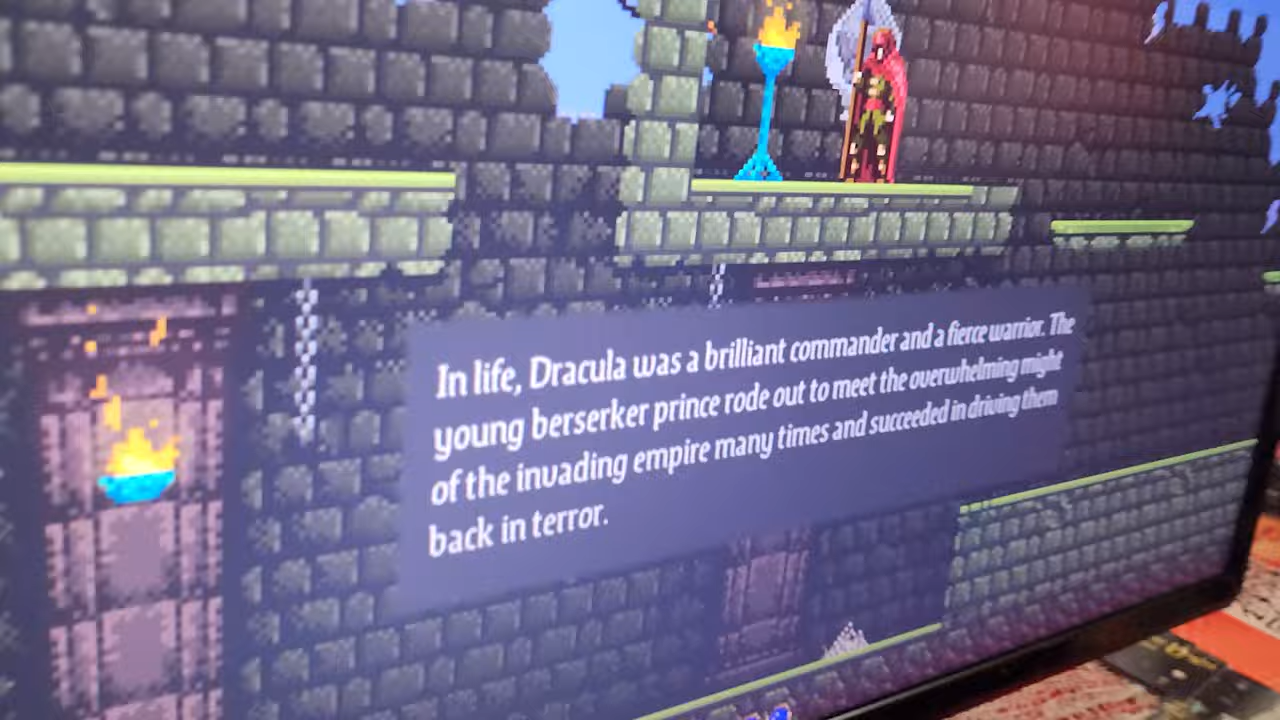 In life, Dracula was a brilliant commander and a fierce warrior. The
young berserker prince rode out to meet the overwhelming might
of the invading empire many times and succeeded in driving them
back in terror.